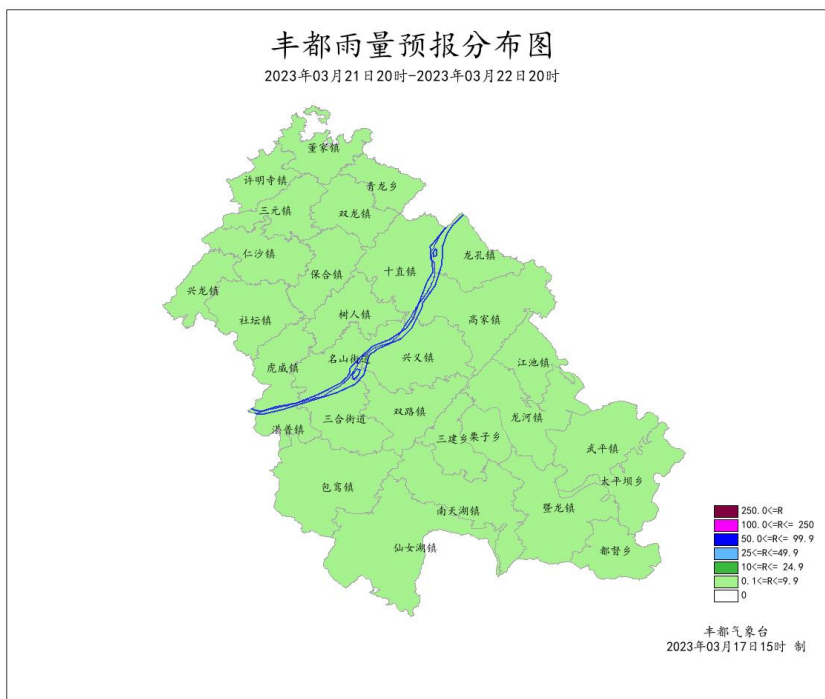 丰都雨量预报分布图
2023年03月21日20时-2023年03月22日20时
董家镇
许明寺镇
青龙乡
三元镇
双龙镇
仁沙镇
龙孔镇
保合镇
十直镇
兴龙镇
树人镇
社坛镇
高家镇
名山街道
兴义镇
虎威镇
江池镇
双路镇
三合街道
龙河镇
湛普镇
三建乡
栗子乡
武平镇
太平坝乡
包鸾镇
南天湖镇
暨龙镇
仙女湖镇
都督乡
250.0<=R
100.0<R<= 250
50.0<R<= 99.9
25<=R<=49.9
10<=R<= 24.9
0.1<=R<=9.9
0
丰都气象台
2023年03月17日15时 制